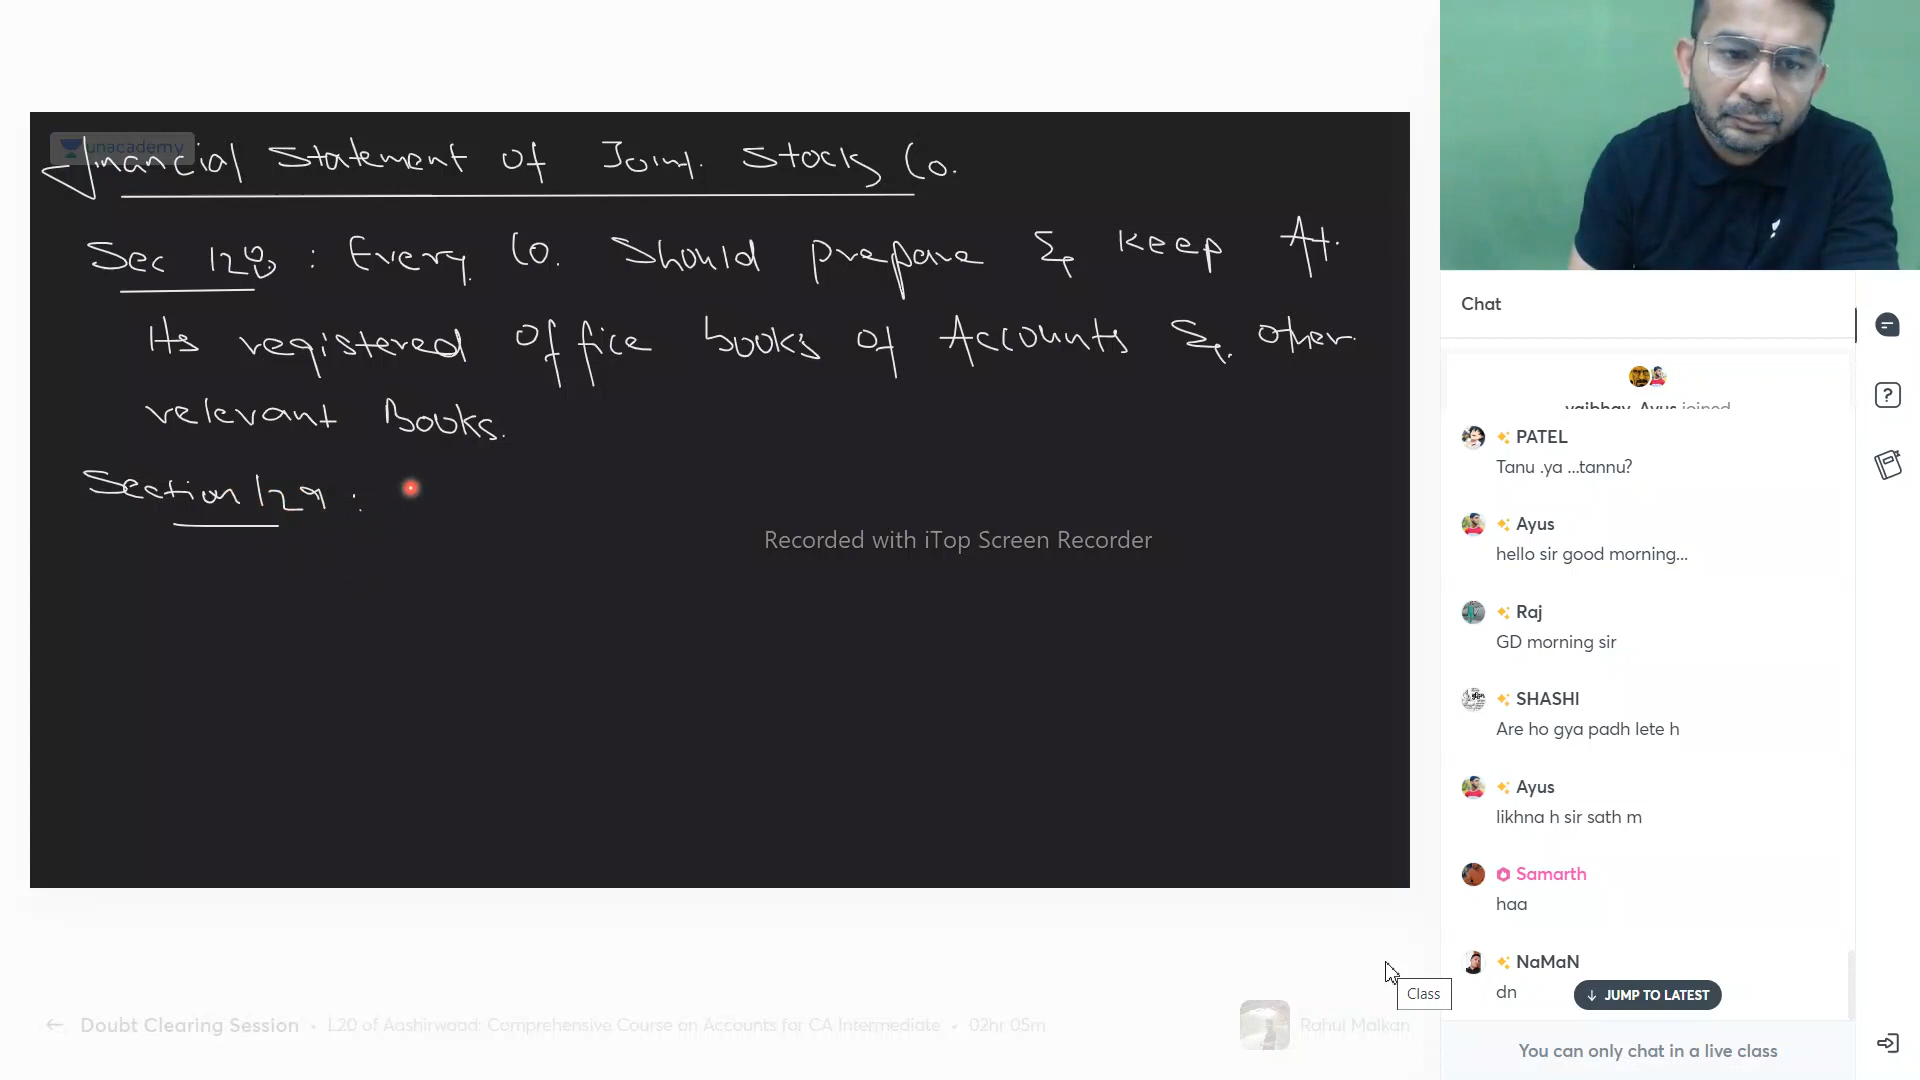 unacademy
Financial Statement of Joint Stock Co.
Sec 128 : Every Co. Should prepare & keep At
Its registered office books of Accounts & other
relevant Books.
Section 129 :
Recorded with iTop Screen Recorder
Chat
vaibhav, Ayus joined
PATEL
Tanu .ya ...tannu?
Ayus
hello sir good morning...
Raj
GD morning sir
SHASHI
Are ho gya padh lete h
Ayus
likhna h sir sath m
Samarth
haa
NaMaN
dn
JUMP TO LATEST
Class
Doubt Clearing Session • L20 of Aashirwaad: Comprehensive Course on Accounts for CA Intermediate • 02hr 05m
Rahul Malkan
You can only chat in a live class